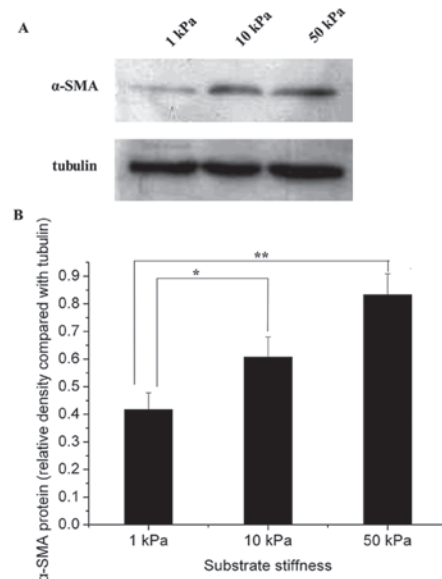 A
1 kPa 10 kPa 50 kPa
α-SMA
tubulin
B
α-SMA protein (relative density compared with tubulin)
**
*
0.9
0.8
0.7
0.6
0.5
0.4
0.3
0.2
0.1
0.0
1 kPa 10 kPa 50 kPa
Substrate stiffness